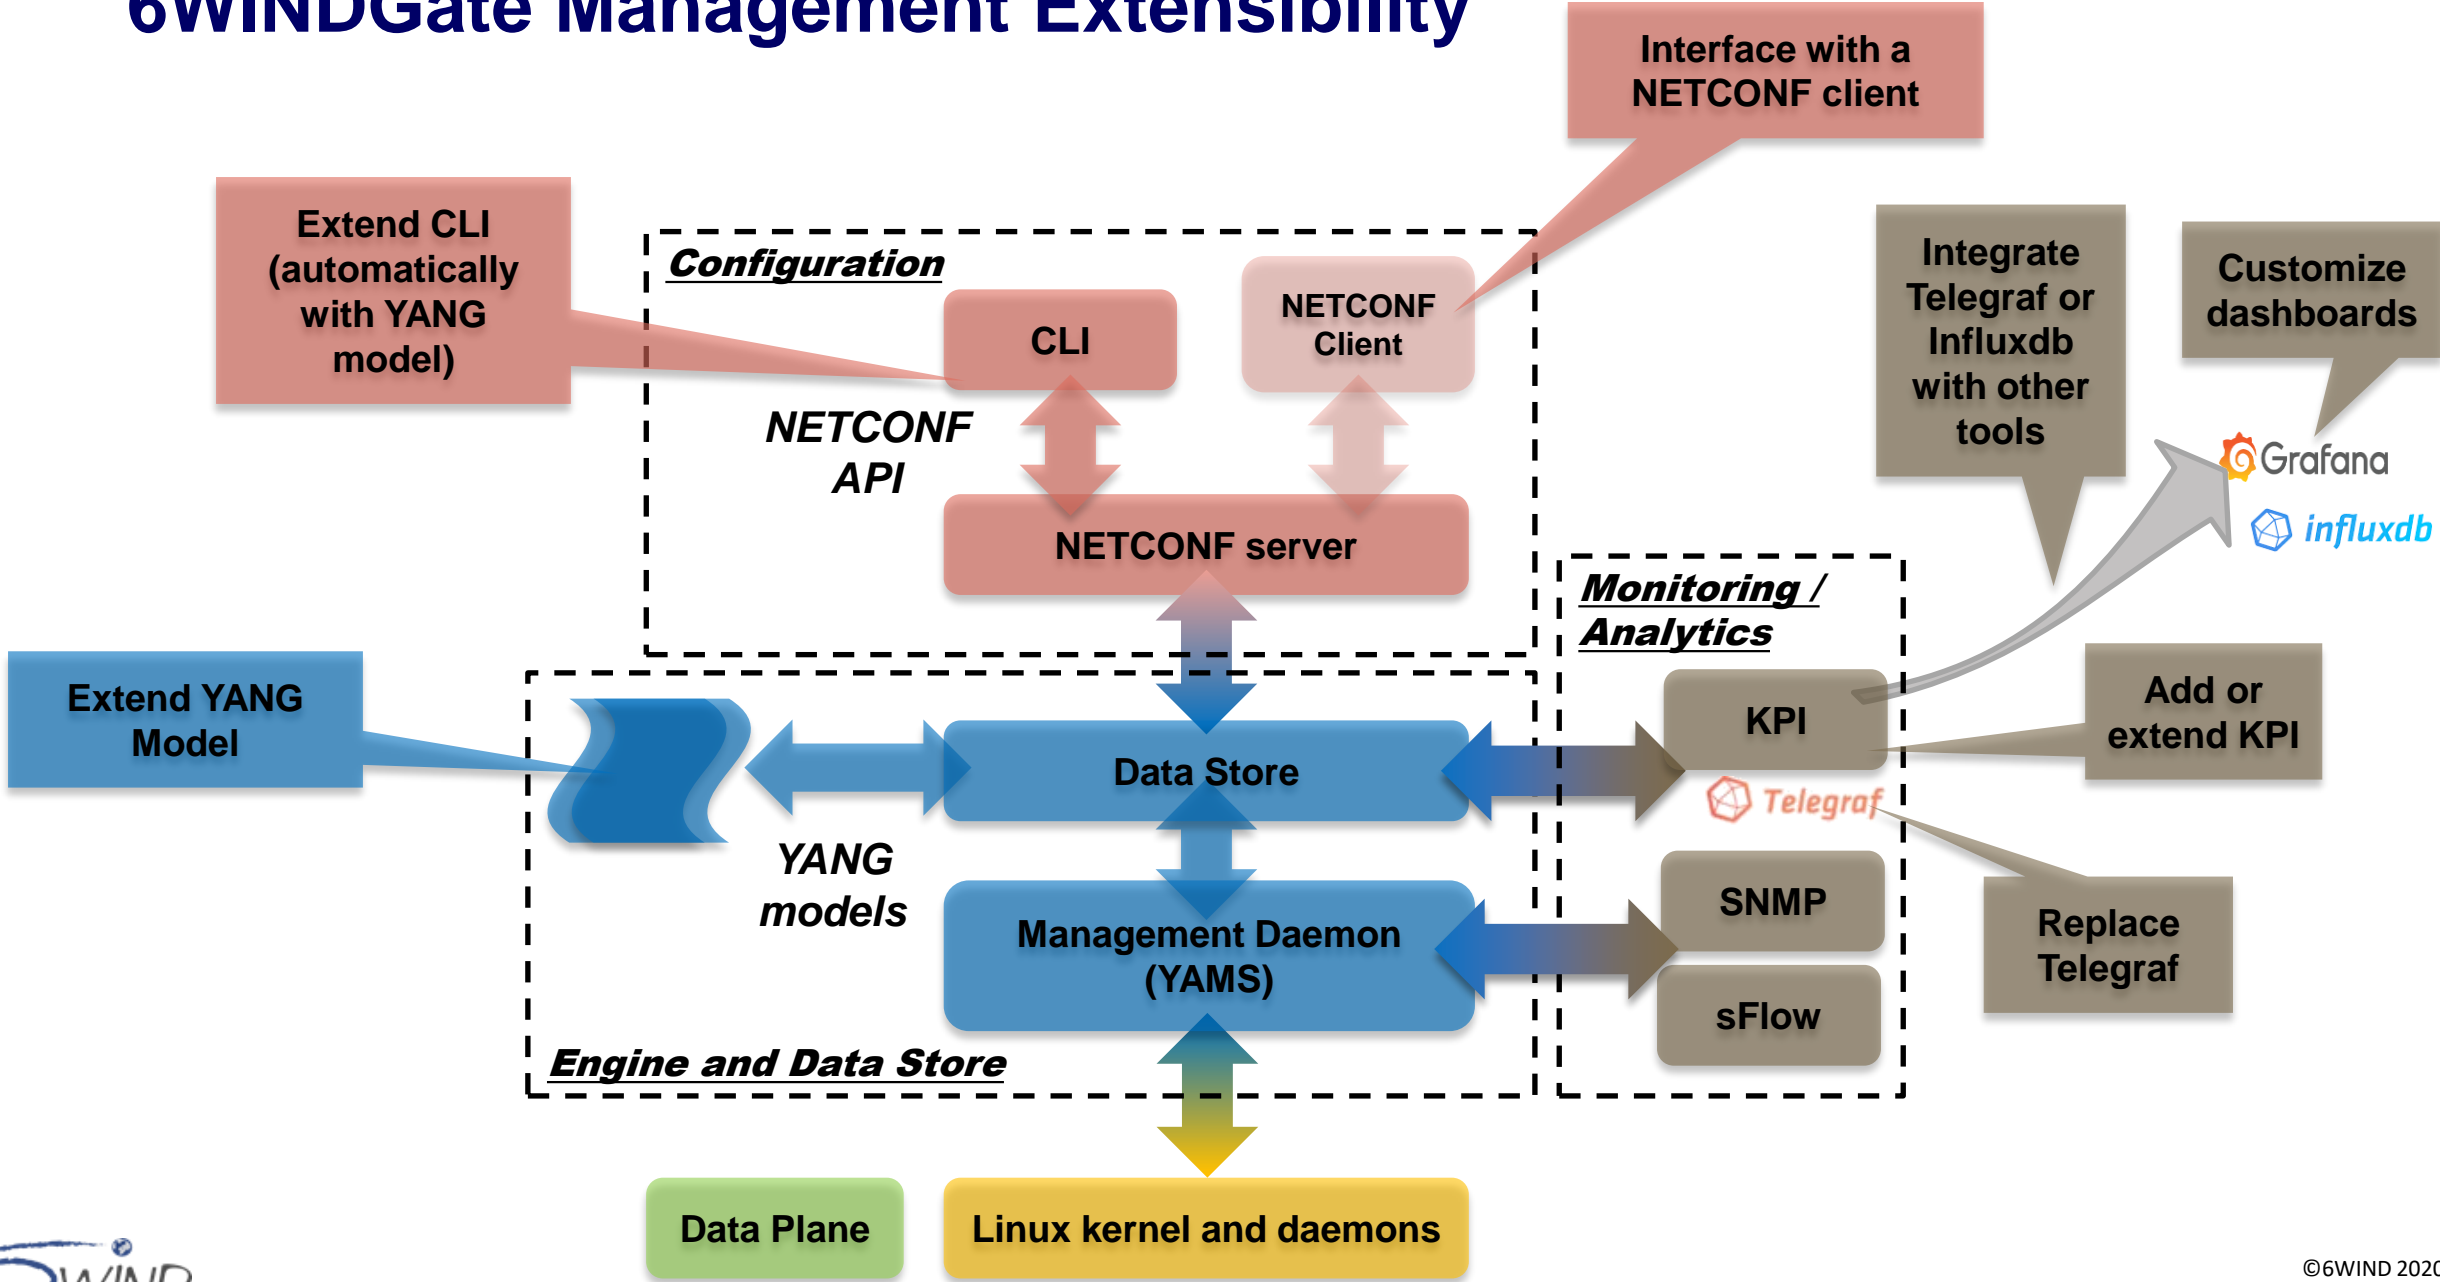 6WINDGate Management Extensibility
Interface with a
NETCONF client
Extend CLI
(automatically
with YANG
model)
Configuration
CLI
NETCONF
Client
Integrate
Telegraf or
Influxdb
with other
tools
Customize
dashboards
NETCONF
API
Grafana
influxdb
NETCONF server
Monitoring /
Analytics
Extend YANG
Model
KPI
Add or
extend KPI
Data Store
Telegraf
YANG
models
SNMP
Management Daemon
(YAMS)
Replace
Telegraf
sFlow
Engine and Data Store
Data Plane
Linux kernel and daemons
6WIND
©6WIND 2020